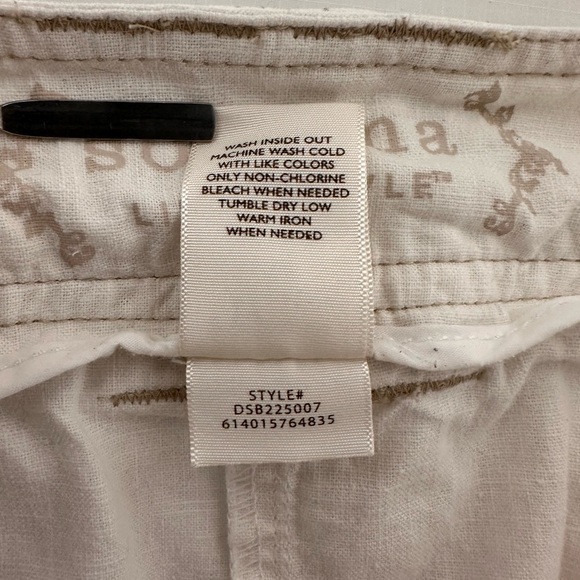 WASH INSIDE OUT
MACHINE WASH COLD
WITH LIKE COLORS
ONLY NON-CHLORINE
BLEACH WHEN NEEDED
TUMBLE DRY LOW
WARM IRON
WHEN NEEDED
STYLE#
DSB225007
614015764835